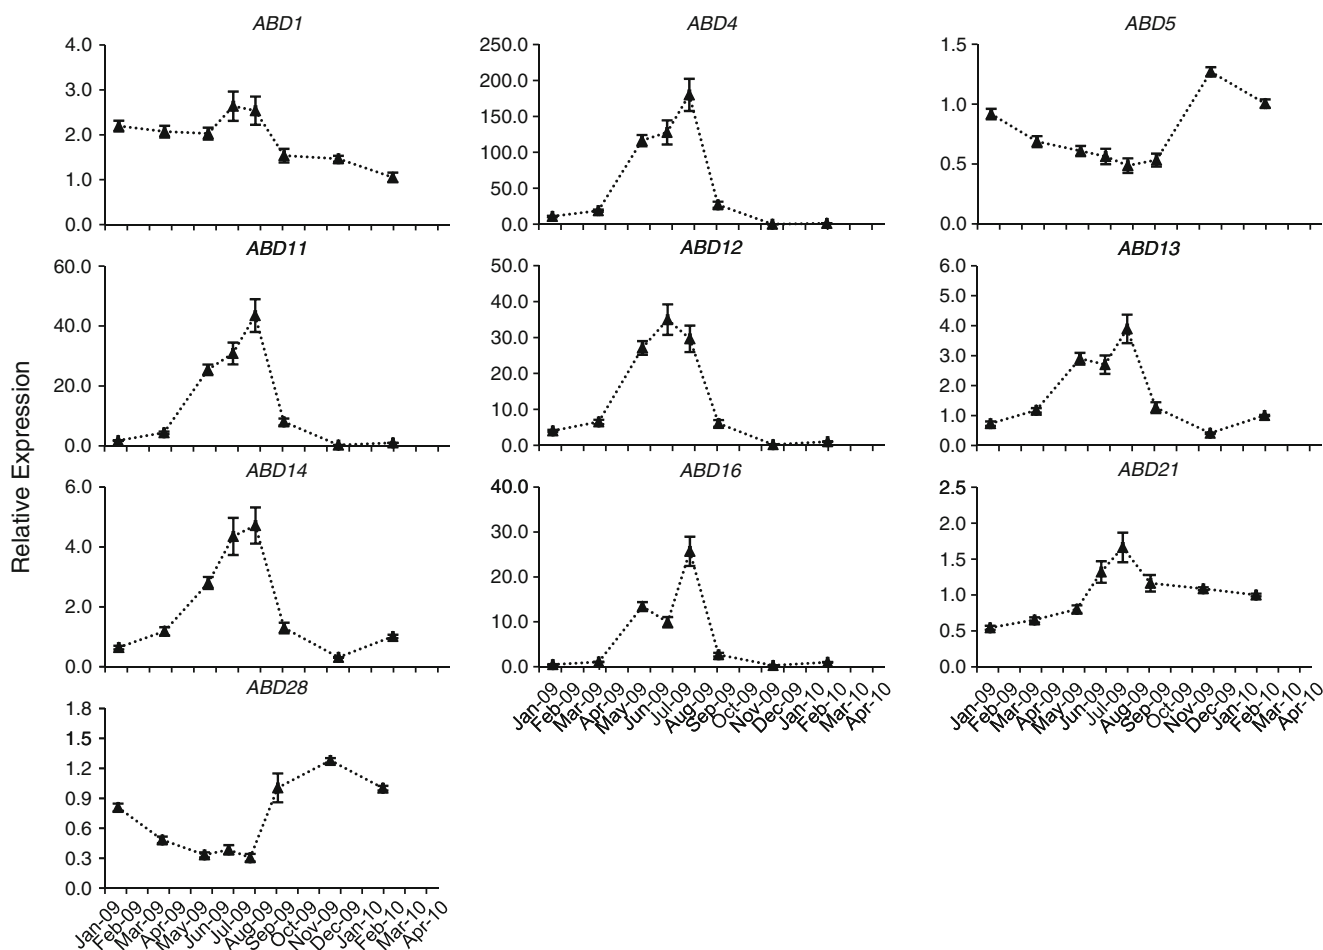 ABD1
4.0
3.0
2.0
1.0
0.0
ABD4
250.0
200.0
150.0
100.0
50.0
0.0
ABD5
1.5
1.0
0.5
0.0
Relative Expression
ABD11
60.0
40.0
20.0
0.0
ABD12
50.0
40.0
30.0
20.0
10.0
0.0
ABD13
6.0
5.0
4.0
3.0
2.0
1.0
0.0
ABD14
6.0
4.0
2.0
0.0
ABD16
40.0
30.0
20.0
10.0
0.0
Jan-09
Feb-09
Mar-09
Apr-09
May-09
Jun-09
Jul-09
Aug-09
Sep-09
Oct-09
Nov-09
Dec-09
Jan-10
Feb-10
Mar-10
Apr-10
ABD21
2.5
2.0
1.5
1.0
0.5
0.0
Jan-09
Feb-09
Mar-09
Apr-09
May-09
Jun-09
Jul-09
Aug-09
Sep-09
Oct-09
Nov-09
Dec-09
Jan-10
Feb-10
Mar-10
Apr-10
ABD28
1.8
1.5
1.2
0.9
0.6
0.3
0.0
Jan-09
Feb-09
Mar-09
Apr-09
May-09
Jun-09
Jul-09
Aug-09
Sep-09
Oct-09
Nov-09
Dec-09
Jan-10
Feb-10
Mar-10
Apr-10